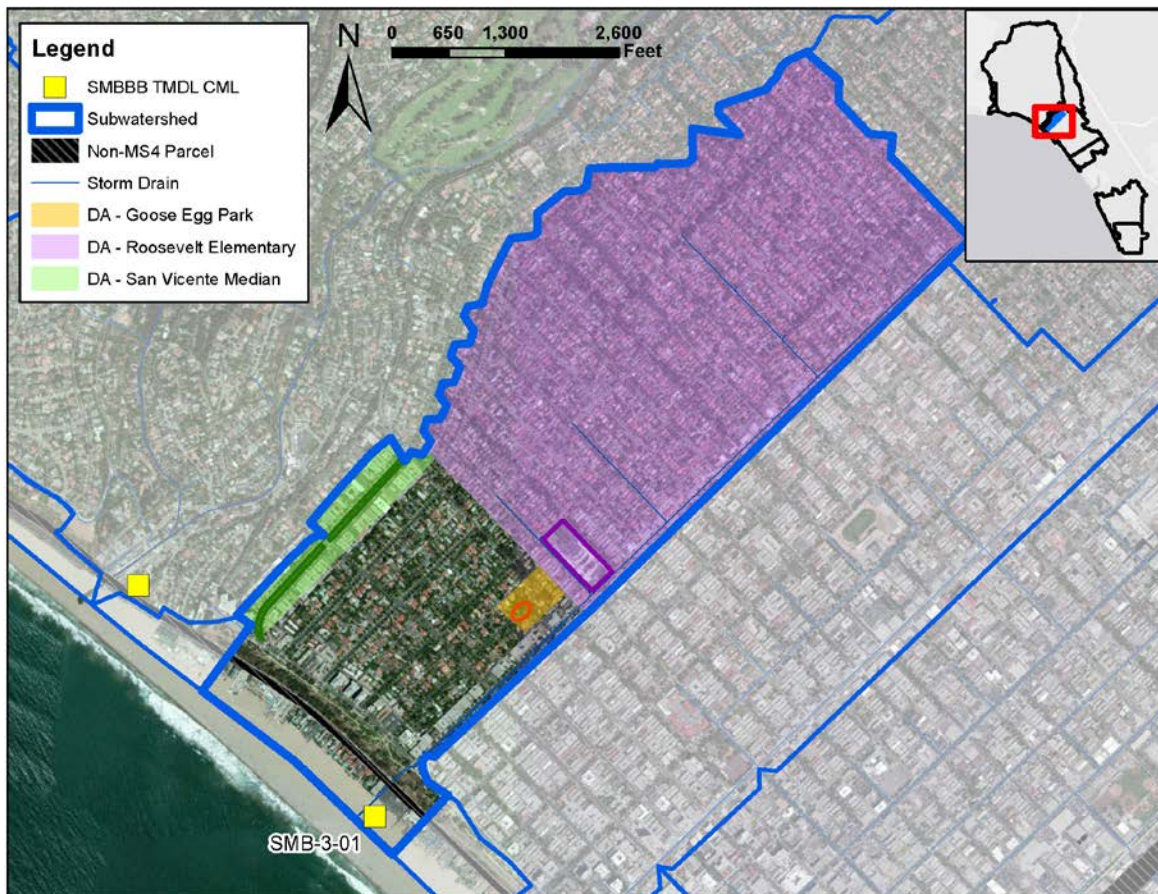 Legend
SMBBB TMDL CML
Subwatershed
Non-MS4 Parcel
Storm Drain
DA - Goose Egg Park
DA - Roosevelt Elementary
DA - San Vicente Median
N
0 650 1,300 2,600
Feet
SMB-3-01